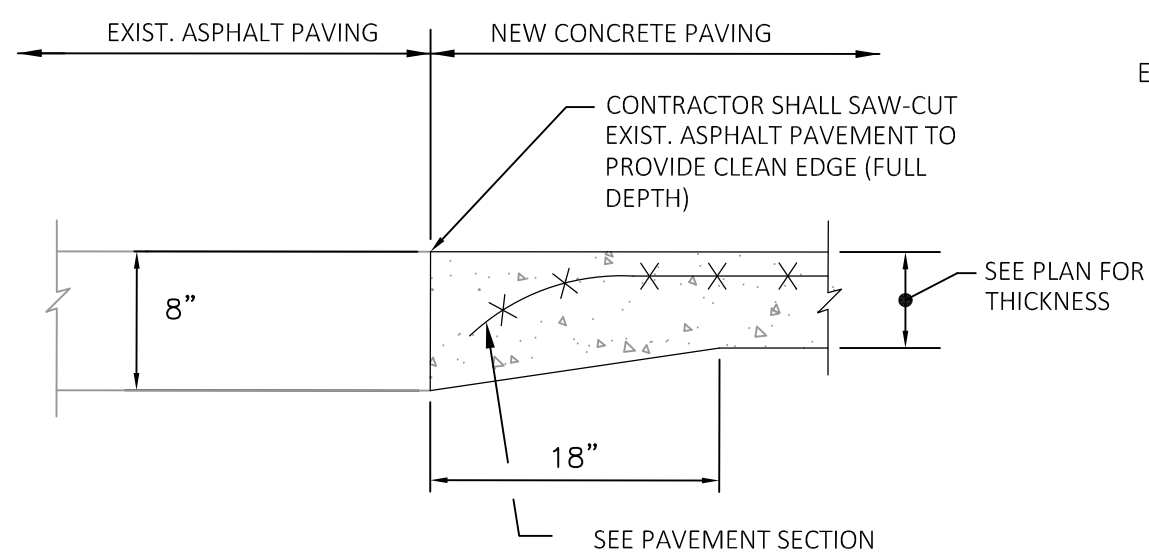 EXIST. ASPHALT PAVING
NEW CONCRETE PAVING
E
CONTRACTOR SHALL SAW-CUT
EXIST. ASPHALT PAVEMENT TO
PROVIDE CLEAN EDGE (FULL
DEPTH)
8”
SEE PLAN FOR
THICKNESS
18”
SEE PAVEMENT SECTION